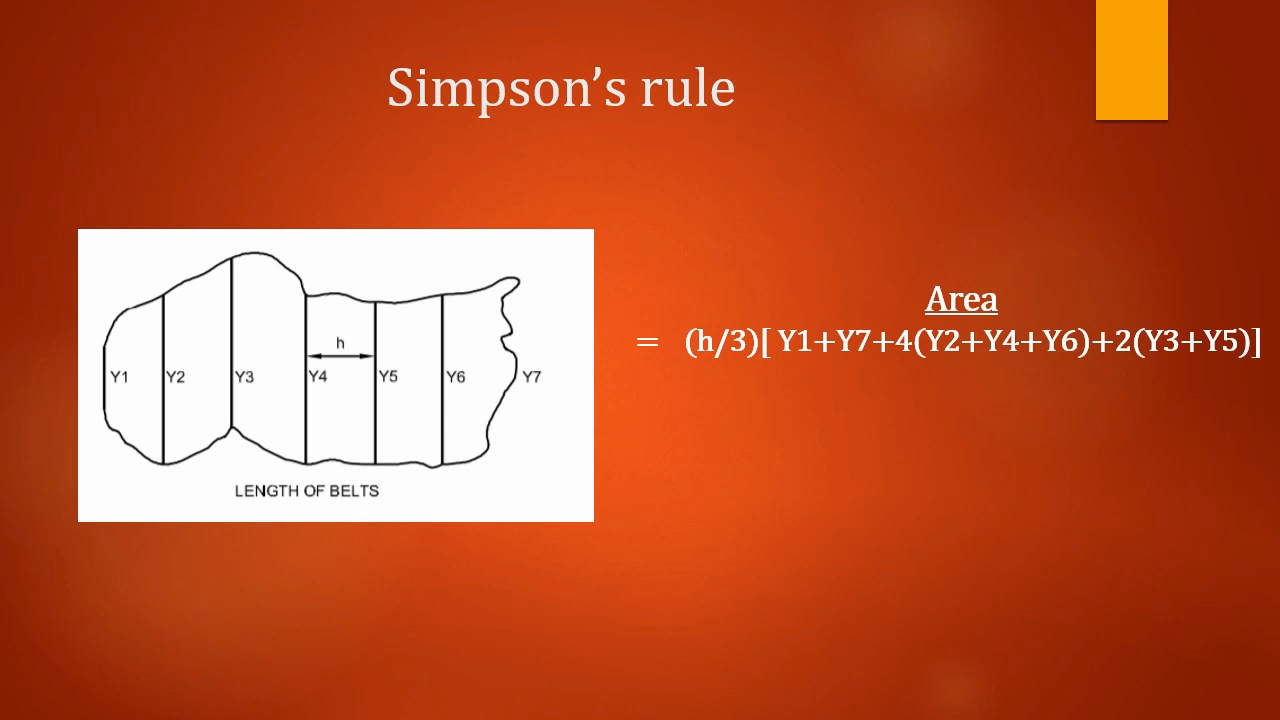 Simpson’s rule
h
Y1 Y2 Y3 Y4 Y5 Y6 Y7
LENGTH OF BELTS
Area
= (h/3)[ Y1+Y7+4(Y2+Y4+Y6)+2(Y3+Y5)]